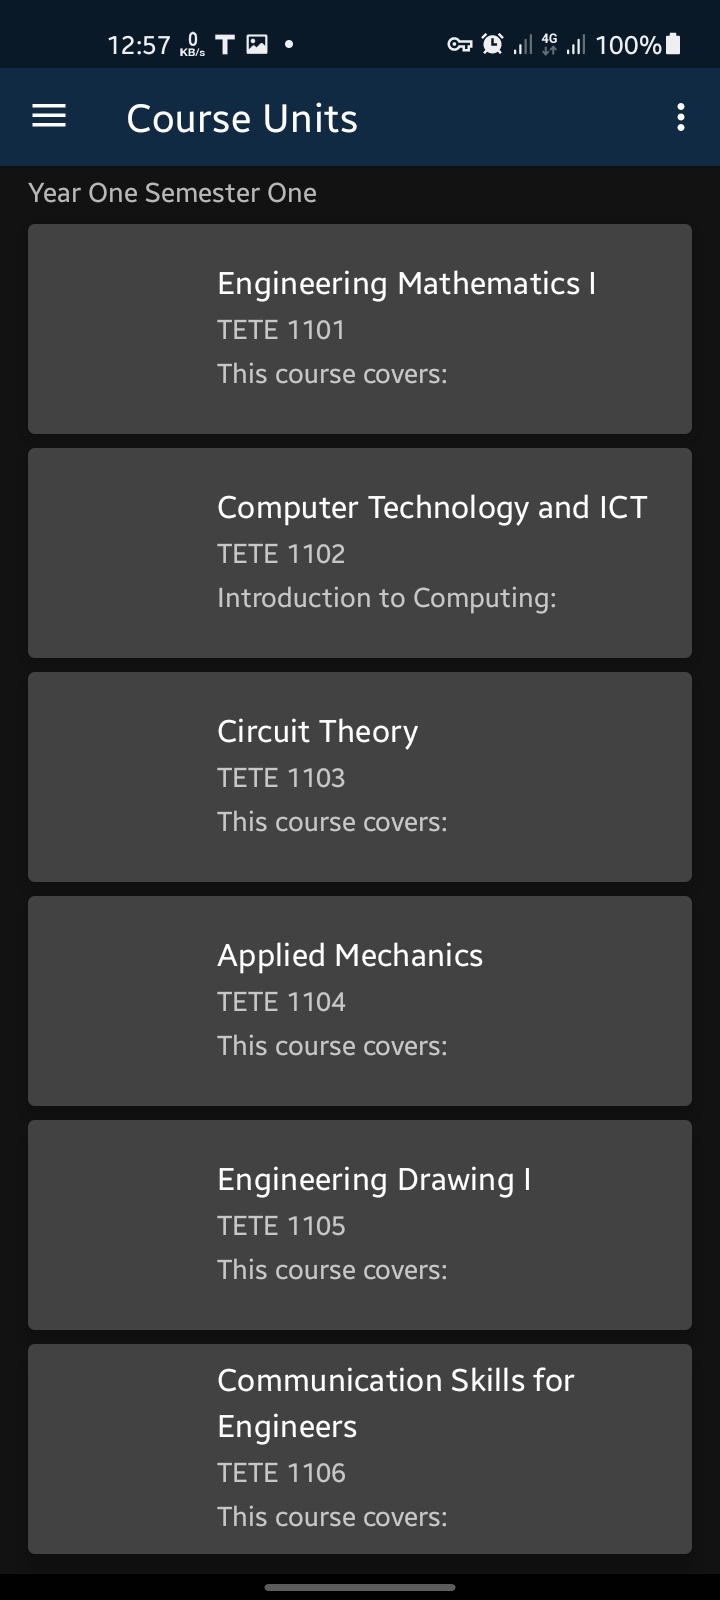 12:57 0 KB/s T 4G 100%
Course Units
Year One Semester One
Engineering Mathematics I
TETE 1101
This course covers:
Computer Technology and ICT
TETE 1102
Introduction to Computing:
Circuit Theory
TETE 1103
This course covers:
Applied Mechanics
TETE 1104
This course covers:
Engineering Drawing I
TETE 1105
This course covers:
Communication Skills for
Engineers
TETE 1106
This course covers: